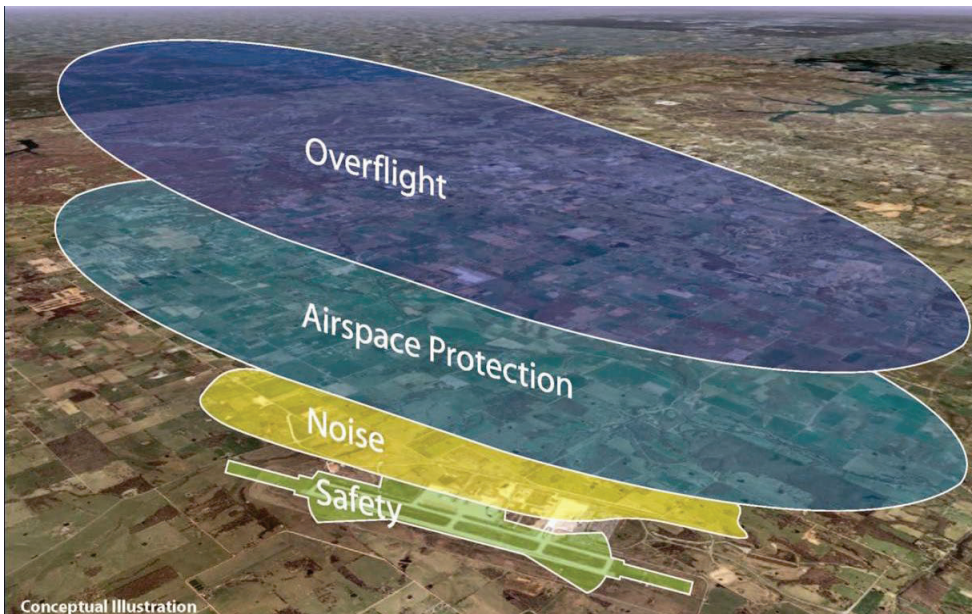 Overflight
Airspace Protection
Noise
Safety
Conceptual Illustration